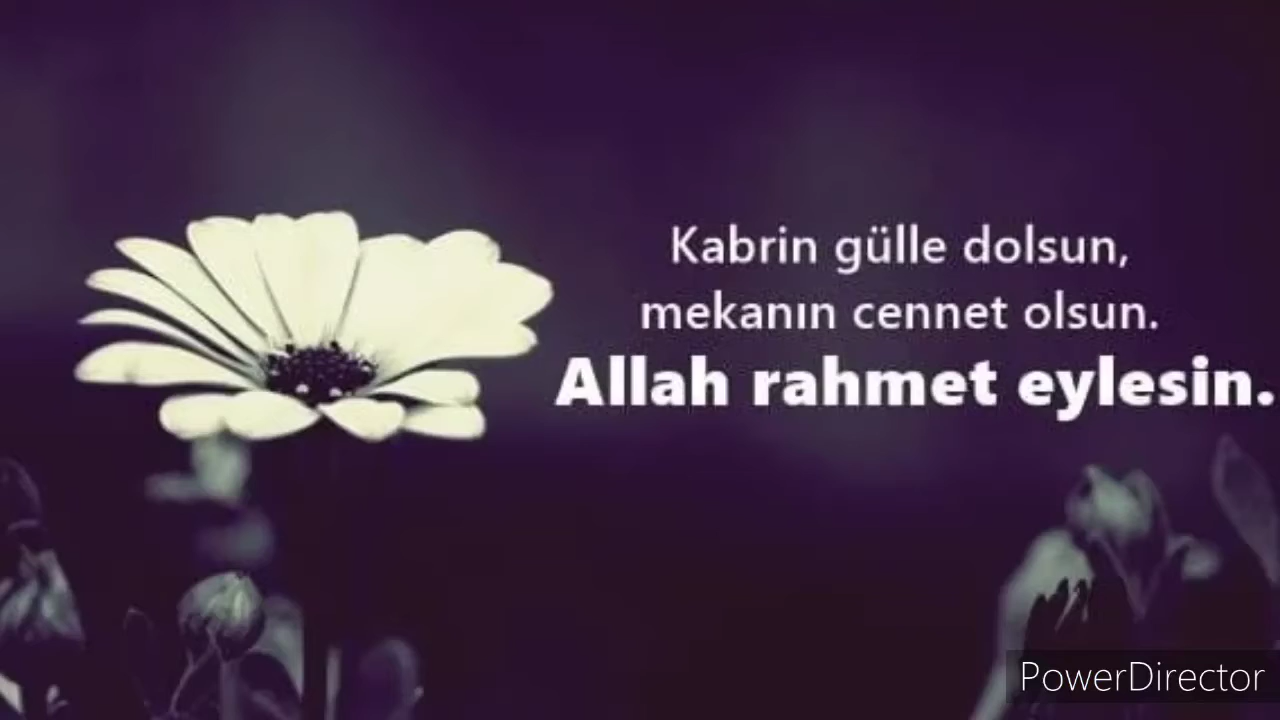 Kabrin gülle dolsun,
mekanın cennet olsun.
Allah rahmet eylesin.
PowerDirector